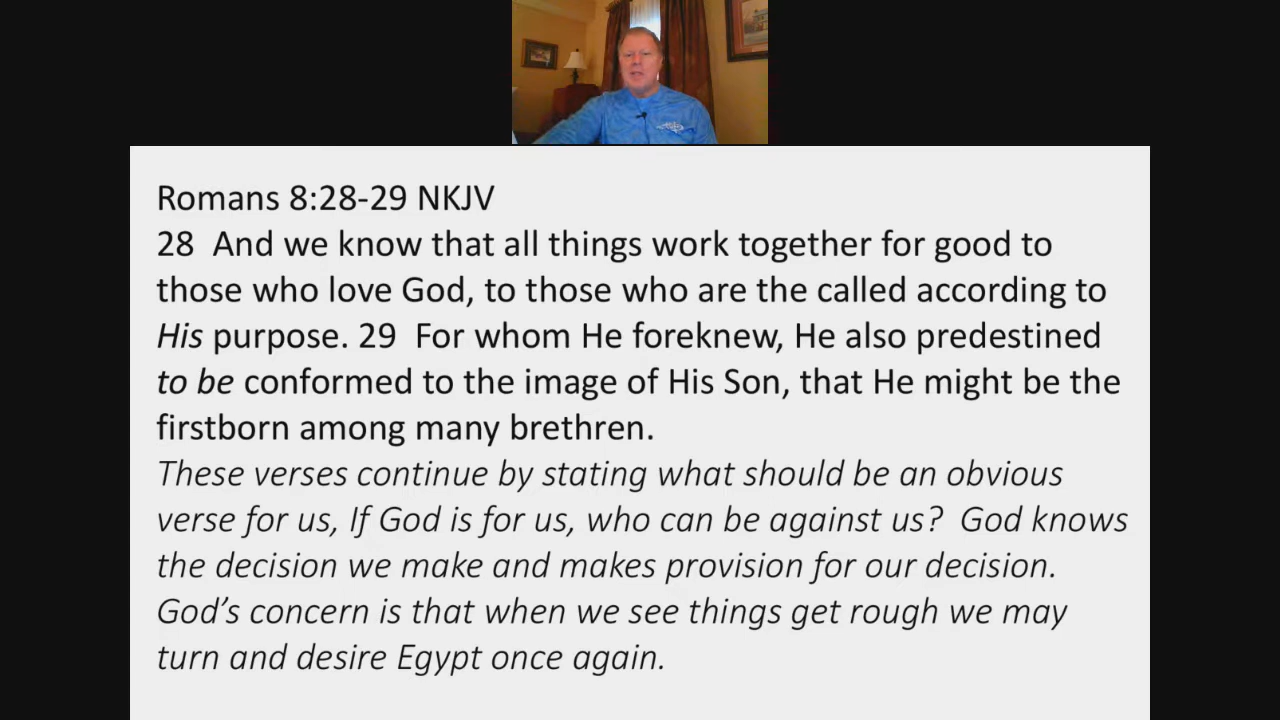 Romans 8:28-29 NKJV
28  And we know that all things work together for good to
those who love God, to those who are the called according to
His purpose. 29  For whom He foreknew, He also predestined
to be conformed to the image of His Son, that He might be the
firstborn among many brethren.
These verses continue by stating what should be an obvious
verse for us, If God is for us, who can be against us?  God knows
the decision we make and makes provision for our decision.
God’s concern is that when we see things get rough we may
turn and desire Egypt once again.